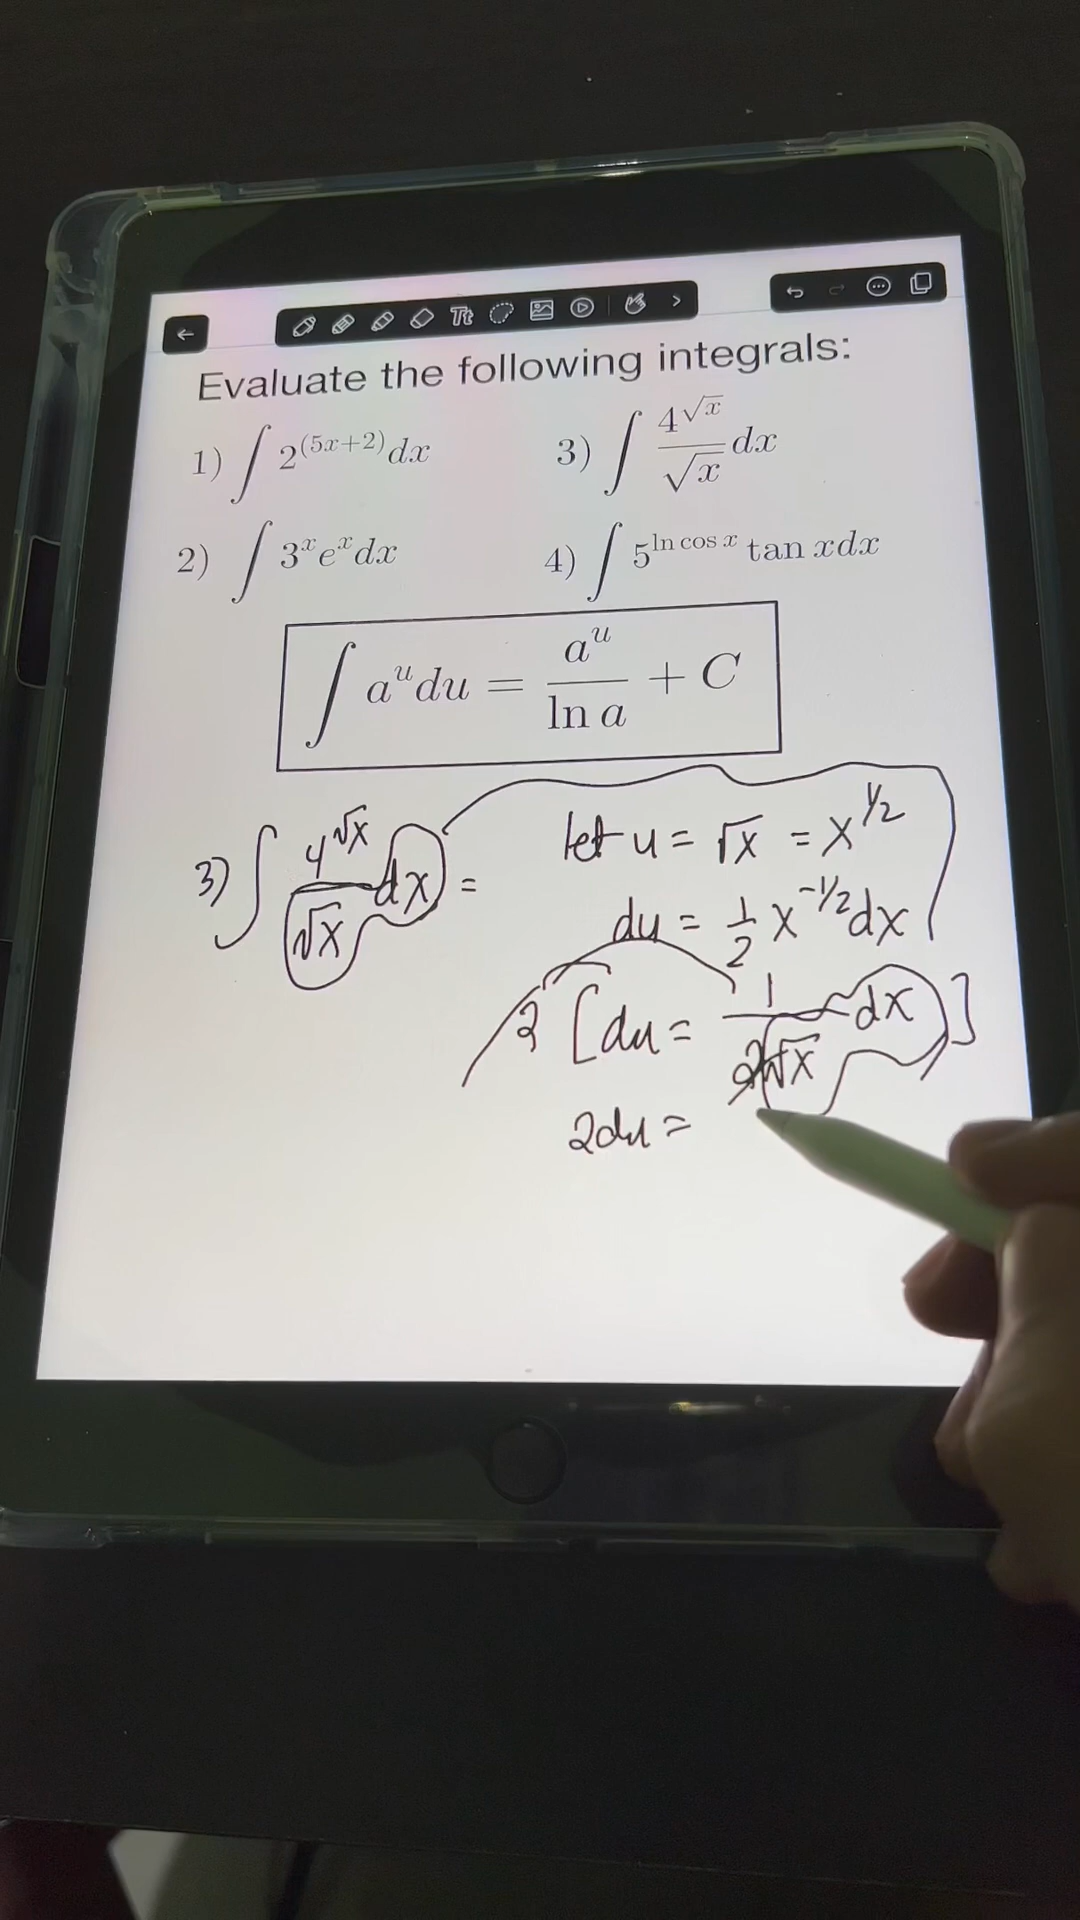 Tt
Evaluate the following integrals:
1) ∫ 2^(5x+2) dx
3) ∫ 4^√x / √x dx
2) ∫ 3^x e^x dx
4) ∫ 5^ln cos x tan x dx
∫ a^u du = a^u / ln a + C
3) ∫ 4^√x / √x dx =
let u = √x = x^1/2
du = 1/2 x^-1/2 dx
2 [du = 1 / 2√x dx]
2du =